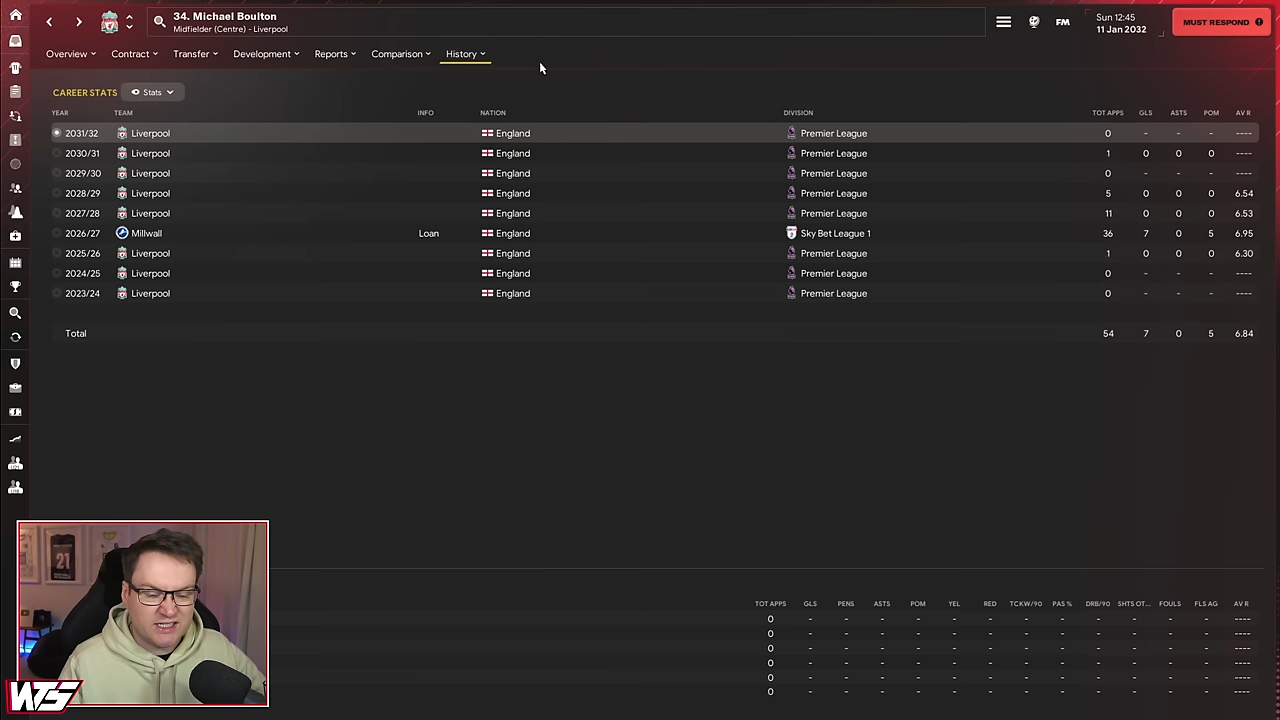 34. Michael Boulton
Midfielder (Centre) - Liverpool
FM
Sun 12:45
11 Jan 2032
MUST RESPOND
Overview Contract Transfer Development Reports Comparison History
CAREER STATS Stats
YEAR TEAM INFO NATION DIVISION TOT APPS GLS ASTS POM AV R
2031/32 Liverpool England Premier League 0 - - - ----
2030/31 Liverpool England Premier League 1 0 0 0 ----
2029/30 Liverpool England Premier League 0 - - - ----
2028/29 Liverpool England Premier League 5 0 0 0 6.54
2027/28 Liverpool England Premier League 11 0 0 0 6.53
2026/27 Millwall Loan England Sky Bet League 1 36 7 0 5 6.95
2025/26 Liverpool England Premier League 1 0 0 0 6.30
2024/25 Liverpool England Premier League 0 - - - ----
2023/24 Liverpool England Premier League 0 - - - ----
Total 54 7 0 5 6.84
TOT APPS GLS PENS ASTS POM YEL RED TCKW/90 PAS % DRB/90 SHTS OT... FOULS FLS AG AV R
0 - - - - - - - - - - - - ----
0 - - - - - - - - - - - - ----
0 - - - - - - - - - - - - ----
0 - - - - - - - - - - - - ----
0 - - - - - - - - - - - - ----
0 - - - - - - - - - - - - ----
21
WTS